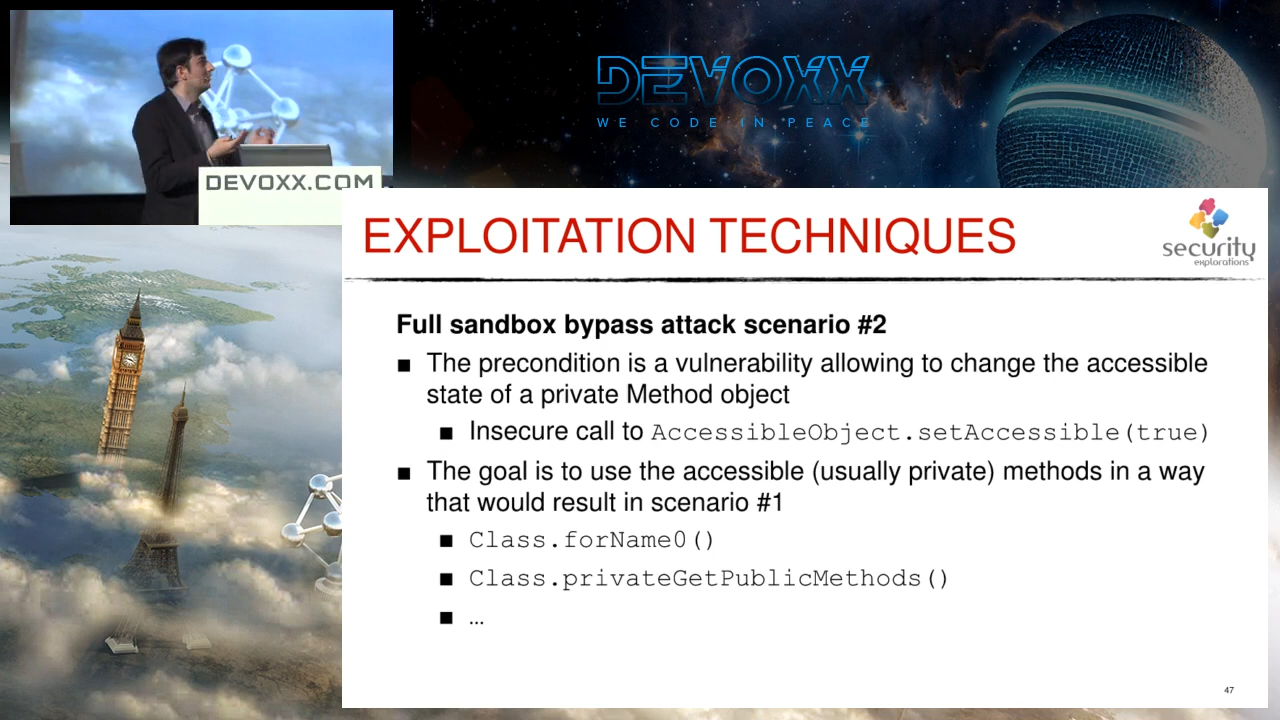 DEVOXX
WE CODE IN PEACE
DEVOXX.COM
EXPLOITATION TECHNIQUES
security
explorations
Full sandbox bypass attack scenario #2
■ The precondition is a vulnerability allowing to change the accessible
state of a private Method object
■ Insecure call to AccessibleObject.setAccessible(true)
■ The goal is to use the accessible (usually private) methods in a way
that would result in scenario #1
■ Class.forName0()
■ Class.privateGetPublicMethods()
■ …
47